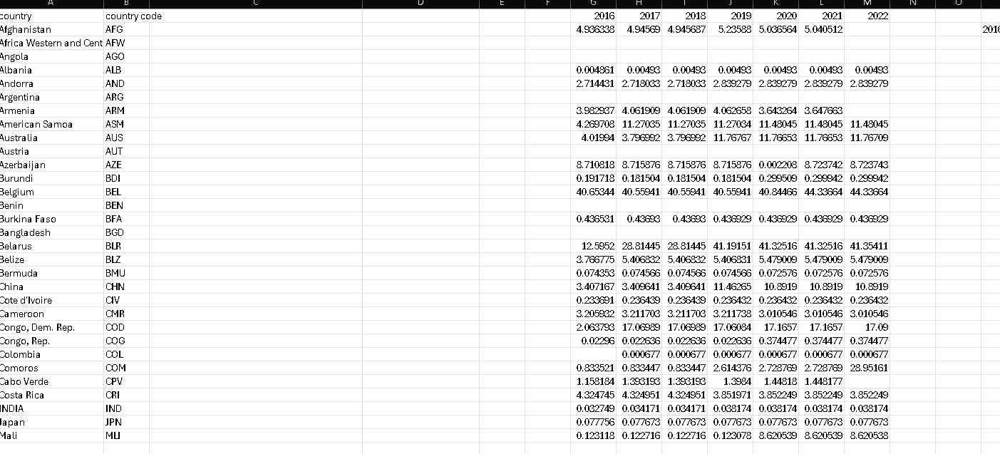 A B C D E F G H I J K L M N O
country country code 2016 2017 2018 2019 2020 2021 2022
Afghanistan AFG 4.936338 4.94569 4.945687 5.23588 5.036564 5.040512 2016
Africa Western and Cent AFW
Angola AGO
Albania ALB 0.004861 0.00493 0.00493 0.00493 0.00493 0.00493 0.00493
Andorra AND 2.714431 2.718033 2.718033 2.839279 2.839279 2.839279 2.839279
Argentina ARG
Armenia ARM 3.982937 4.061909 4.061909 4.062658 3.643264 3.647663
American Samoa ASM 4.269708 11.27035 11.27035 11.27034 11.48045 11.48045 11.48045
Australia AUS 4.01994 3.796992 3.796992 11.76767 11.76653 11.76653 11.76709
Austria AUT
Azerbaijan AZE 8.710818 8.715876 8.715876 8.715876 0.002208 8.723742 8.723743
Burundi BDI 0.191718 0.181504 0.181504 0.181504 0.299509 0.299942 0.299942
Belgium BEL 40.65344 40.55941 40.55941 40.55941 40.84466 44.33664 44.33664
Benin BEN
Burkina Faso BFA 0.436531 0.43693 0.43693 0.436929 0.436929 0.436929 0.436929
Bangladesh BGD
Belarus BLR 12.5952 28.81445 28.81445 41.19151 41.32516 41.32516 41.35411
Belize BLZ 3.766775 5.406832 5.406832 5.406831 5.479009 5.479009 5.479009
Bermuda BMU 0.074353 0.074566 0.074566 0.074566 0.072576 0.072576 0.072576
China CHN 3.407167 3.409641 3.409641 11.46265 10.8919 10.8919 10.8919
Cote d'Ivoire CIV 0.233691 0.236439 0.236439 0.236432 0.236432 0.236432 0.236432
Cameroon CMR 3.205932 3.211703 3.211703 3.211738 3.010546 3.010546 3.010546
Congo, Dem. Rep. COD 2.063793 17.06989 17.06989 17.06084 17.1657 17.1657 17.09
Congo, Rep. COG 0.02296 0.022636 0.022636 0.022636 0.374477 0.374477 0.374477
Colombia COL 0.000677 0.000677 0.000677 0.000677 0.000677 0.000677
Comoros COM 0.833521 0.833447 0.833447 2.614376 2.728769 2.728769 28.95161
Cabo Verde CPV 1.158184 1.393193 1.393193 1.3984 1.44818 1.448177
Costa Rica CRI 4.324745 4.324951 4.324951 3.851971 3.852249 3.852249 3.852249
INDIA IND 0.032749 0.034171 0.034171 0.038174 0.038174 0.038174 0.038174
Japan JPN 0.077756 0.077673 0.077673 0.077673 0.077673 0.077673 0.077673
Mali MLI 0.123118 0.122716 0.122716 0.123078 8.620539 8.620539 8.620538